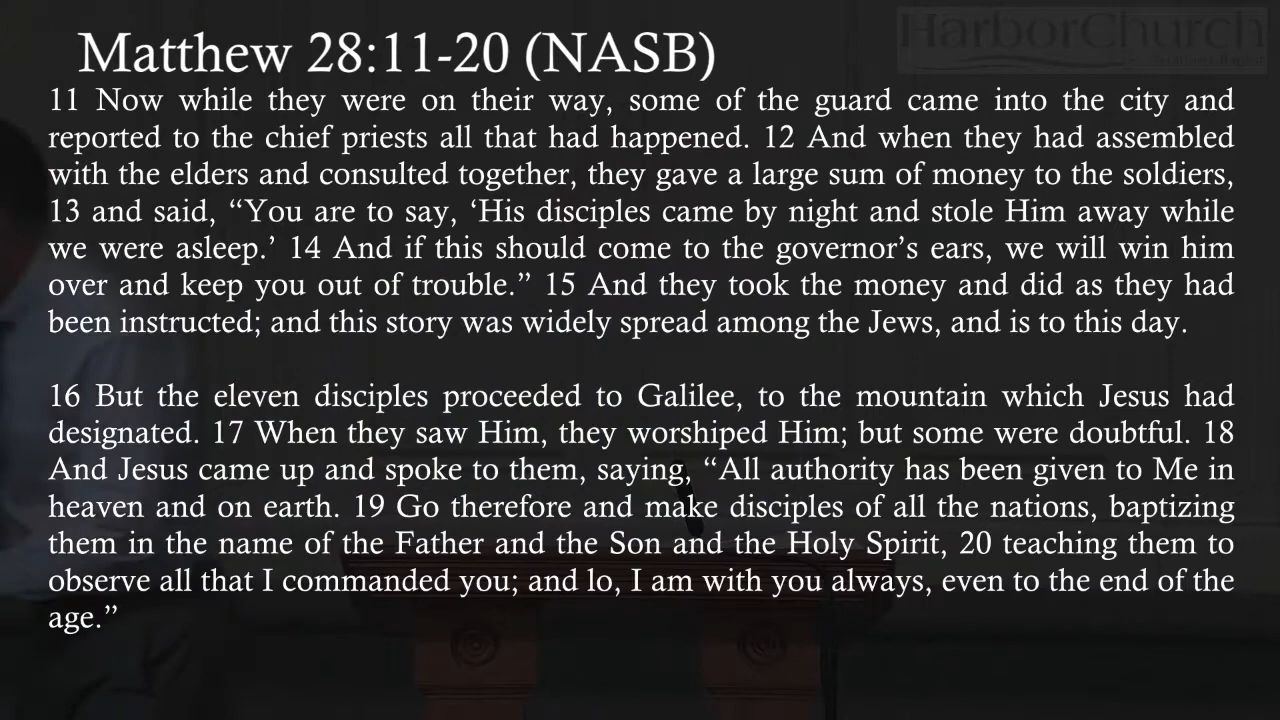 HarborChurch
Matthew 28:11-20 (NASB)
11 Now while they were on their way, some of the guard came into the city and
reported to the chief priests all that had happened. 12 And when they had assembled
with the elders and consulted together, they gave a large sum of money to the soldiers,
13 and said, “You are to say, ‘His disciples came by night and stole Him away while
we were asleep.’ 14 And if this should come to the governor’s ears, we will win him
over and keep you out of trouble.” 15 And they took the money and did as they had
been instructed; and this story was widely spread among the Jews, and is to this day.
16 But the eleven disciples proceeded to Galilee, to the mountain which Jesus had
designated. 17 When they saw Him, they worshiped Him; but some were doubtful. 18
And Jesus came up and spoke to them, saying, “All authority has been given to Me in
heaven and on earth. 19 Go therefore and make disciples of all the nations, baptizing
them in the name of the Father and the Son and the Holy Spirit, 20 teaching them to
observe all that I commanded you; and lo, I am with you always, even to the end of the
age.”